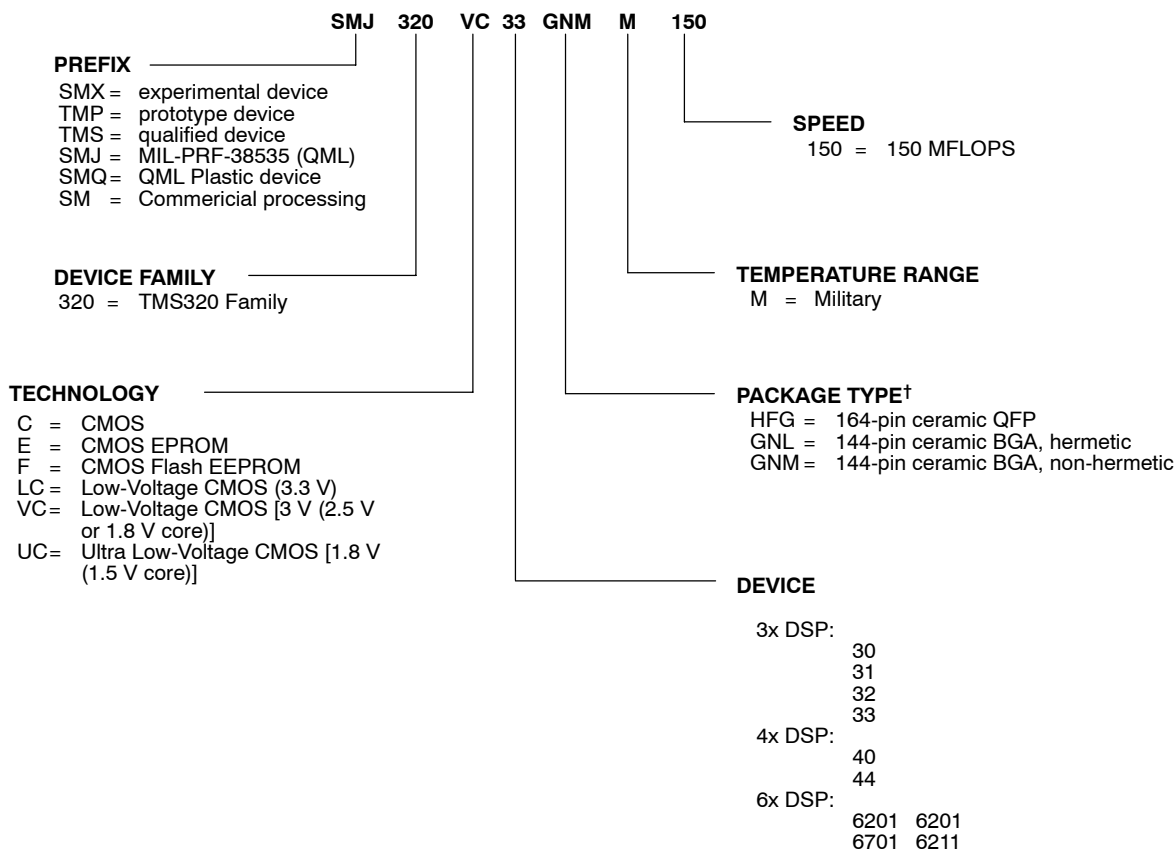 SMJ 320 VC 33 GNM M 150
PREFIX
SMX = experimental device
TMP = prototype device
TMS = qualified device
SMJ = MIL-PRF-38535 (QML)
SMQ = QML Plastic device
SM = Commericial processing
SPEED
150 = 150 MFLOPS
DEVICE FAMILY
320 = TMS320 Family
TEMPERATURE RANGE
M = Military
TECHNOLOGY
C = CMOS
E = CMOS EPROM
F = CMOS Flash EEPROM
LC = Low-Voltage CMOS (3.3 V)
VC = Low-Voltage CMOS [3 V (2.5 V
or 1.8 V core)]
UC = Ultra Low-Voltage CMOS [1.8 V
(1.5 V core)]
PACKAGE TYPE†
HFG = 164-pin ceramic QFP
GNL = 144-pin ceramic BGA, hermetic
GNM = 144-pin ceramic BGA, non-hermetic
DEVICE
3x DSP:
30
31
32
33
4x DSP:
40
44
6x DSP:
6201 6201
6701 6211